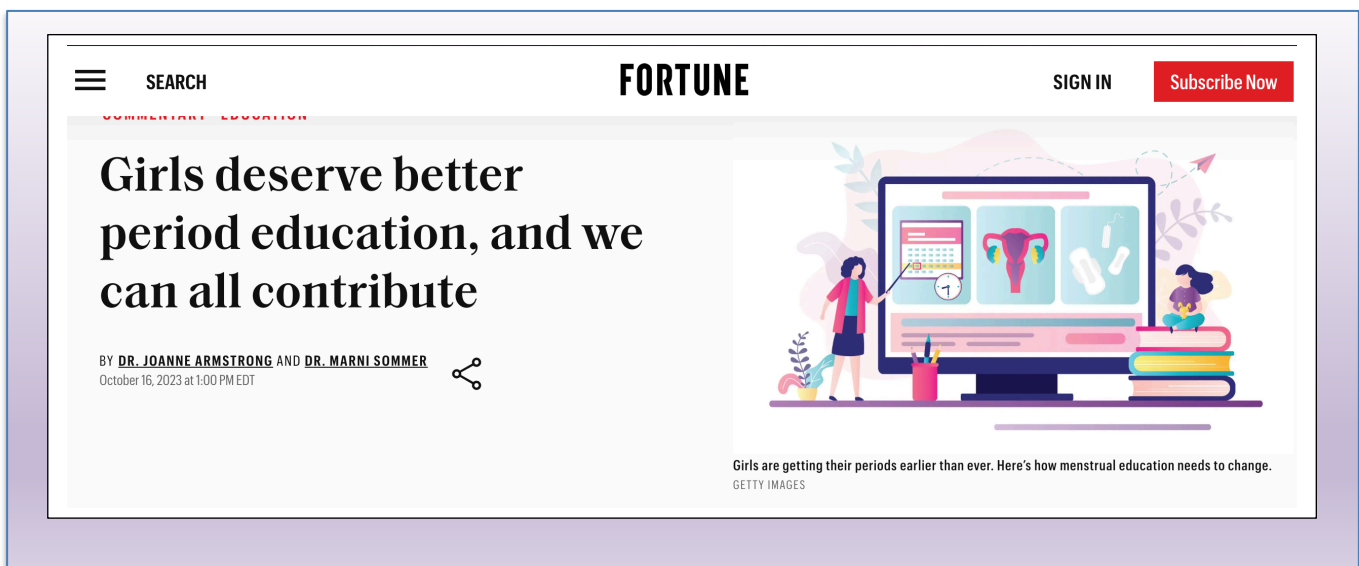 SEARCH
FORTUNE
SIGN IN
Subscribe Now
COMMENTARY EDUCATION
Girls deserve better
period education, and we
can all contribute
BY DR. JOANNE ARMSTRONG AND DR. MARNI SOMMER
October 16, 2023 at 1:00 PM EDT
Girls are getting their periods earlier than ever. Here's how menstrual education needs to change.
GETTY IMAGES